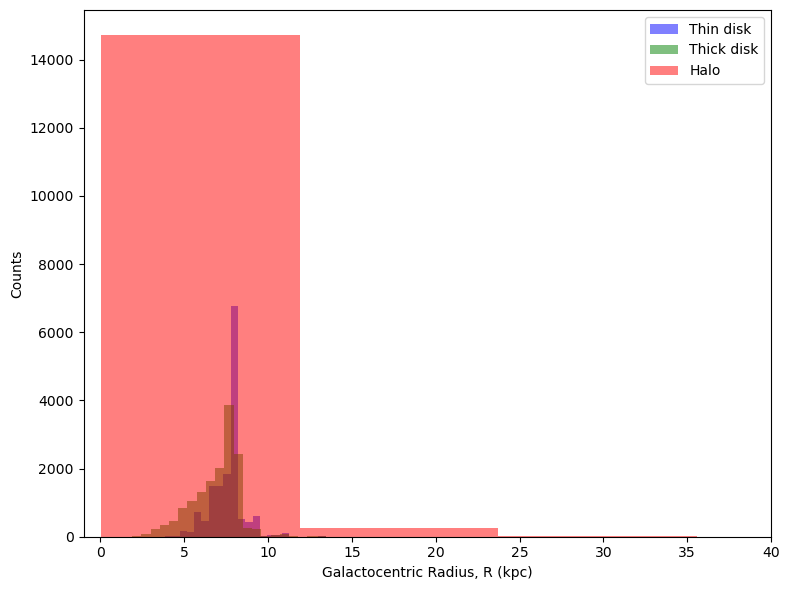 Thin disk
Thick disk
Halo
14000
12000
10000
8000
6000
4000
2000
0
Counts
0 5 10 15 20 25 30 35 40
Galactocentric Radius, R (kpc)